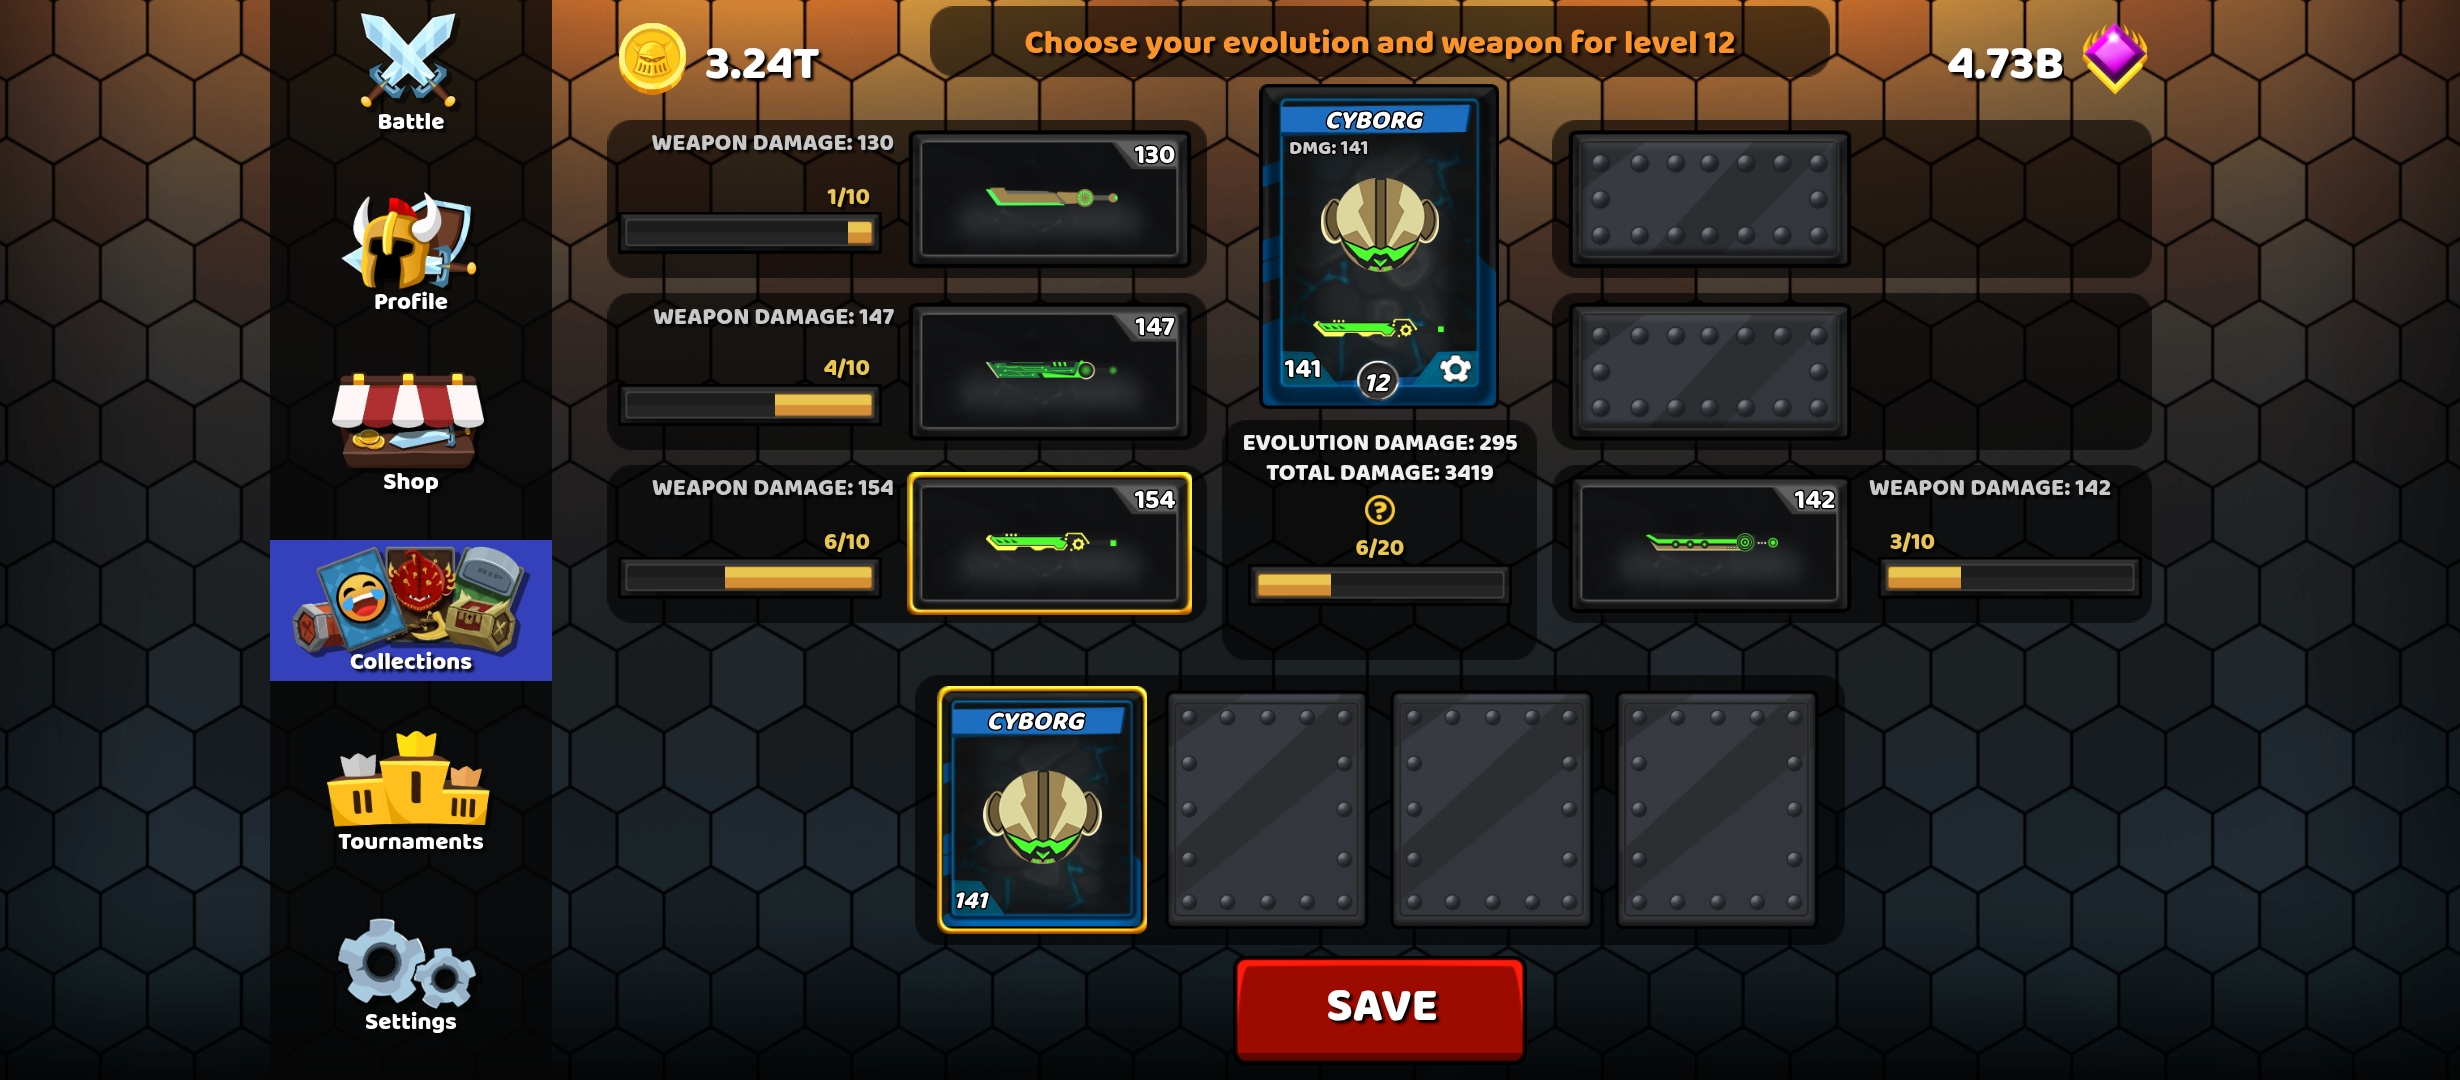 Battle
Profile
Shop
Collections
Tournaments
Settings
3.24T
Choose your evolution and weapon for level 12
4.73B
WEAPON DAMAGE: 130
1/10
130
WEAPON DAMAGE: 147
4/10
147
WEAPON DAMAGE: 154
6/10
154
CYBORG
DMG: 141
141
12
EVOLUTION DAMAGE: 295
TOTAL DAMAGE: 3419
?
6/20
142
WEAPON DAMAGE: 142
3/10
CYBORG
141
SAVE